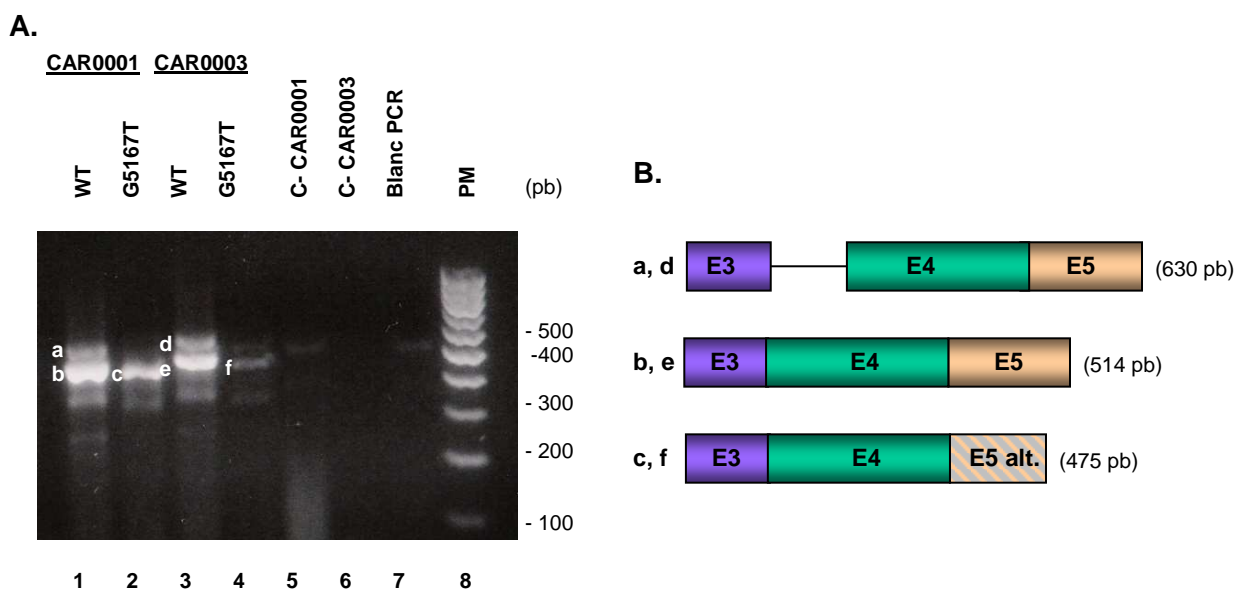 A.
CAR0001 CAR0003
WT
G5167T
WT
G5167T
C- CAR0001
C- CAR0003
Blanc PCR
PM
(pb)
a
b
c
d
e
f
- 500
-400
- 300
- 200
- 100
1 2 3 4 5 6 7 8
B.
a, d E3 E4 E5 (630 pb)
b, e E3 E4 E5 (514 pb)
c, f E3 E4 E5 alt. (475 pb)